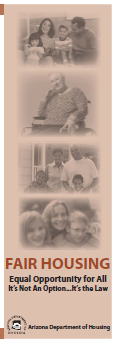 FAIR HOUSING
Equal Opportunity for All
It's Not An Option...It's the Law
Arizona Department of Housing